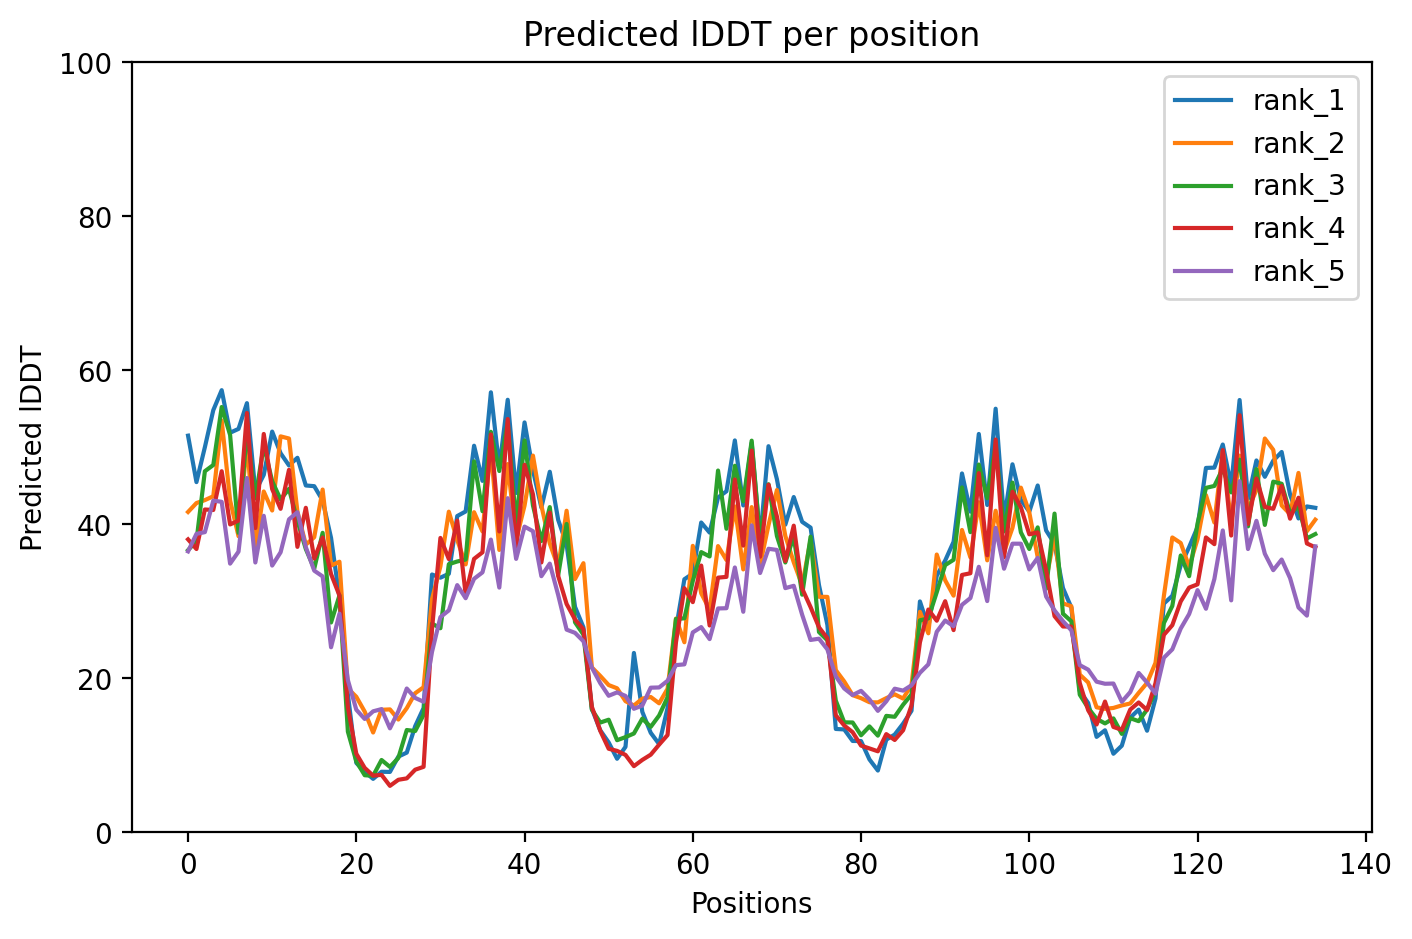 Predicted lDDT per position
100
80
60
40
20
0
Predicted lDDT
0 20 40 60 80 100 120 140
Positions
rank_1
rank_2
rank_3
rank_4
rank_5